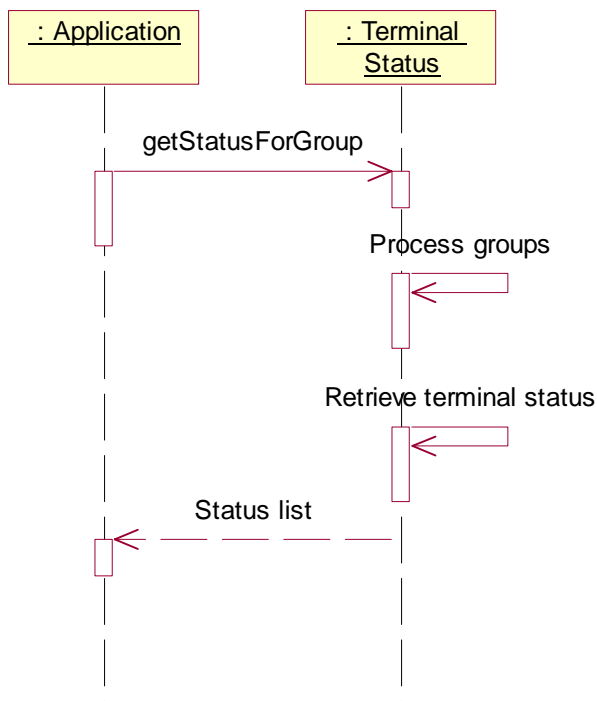 : Application
: Terminal
Status
getStatusForGroup
Process groups
Retrieve terminal status
Status list